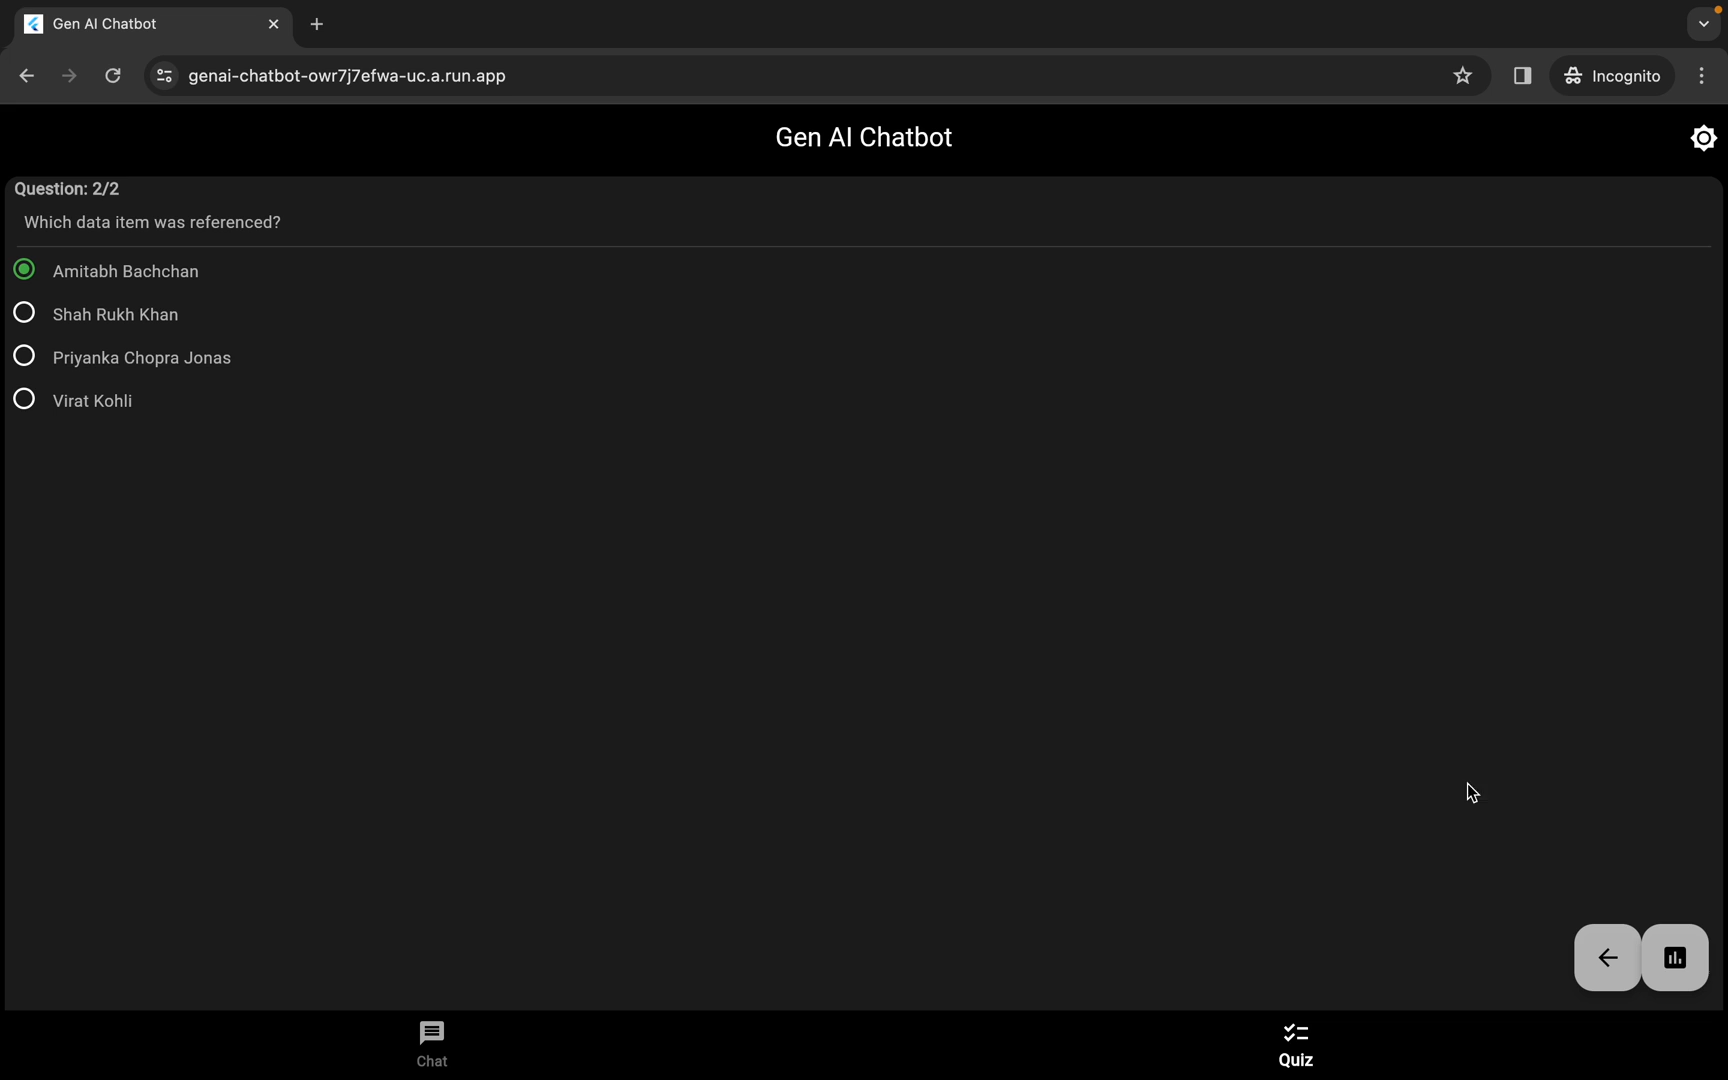 Gen AI Chatbot
genai-chatbot-owr7j7efwa-uc.a.run.app
Incognito
Gen AI Chatbot
Question: 2/2
Which data item was referenced?
Amitabh Bachchan
Shah Rukh Khan
Priyanka Chopra Jonas
Virat Kohli
Chat
Quiz